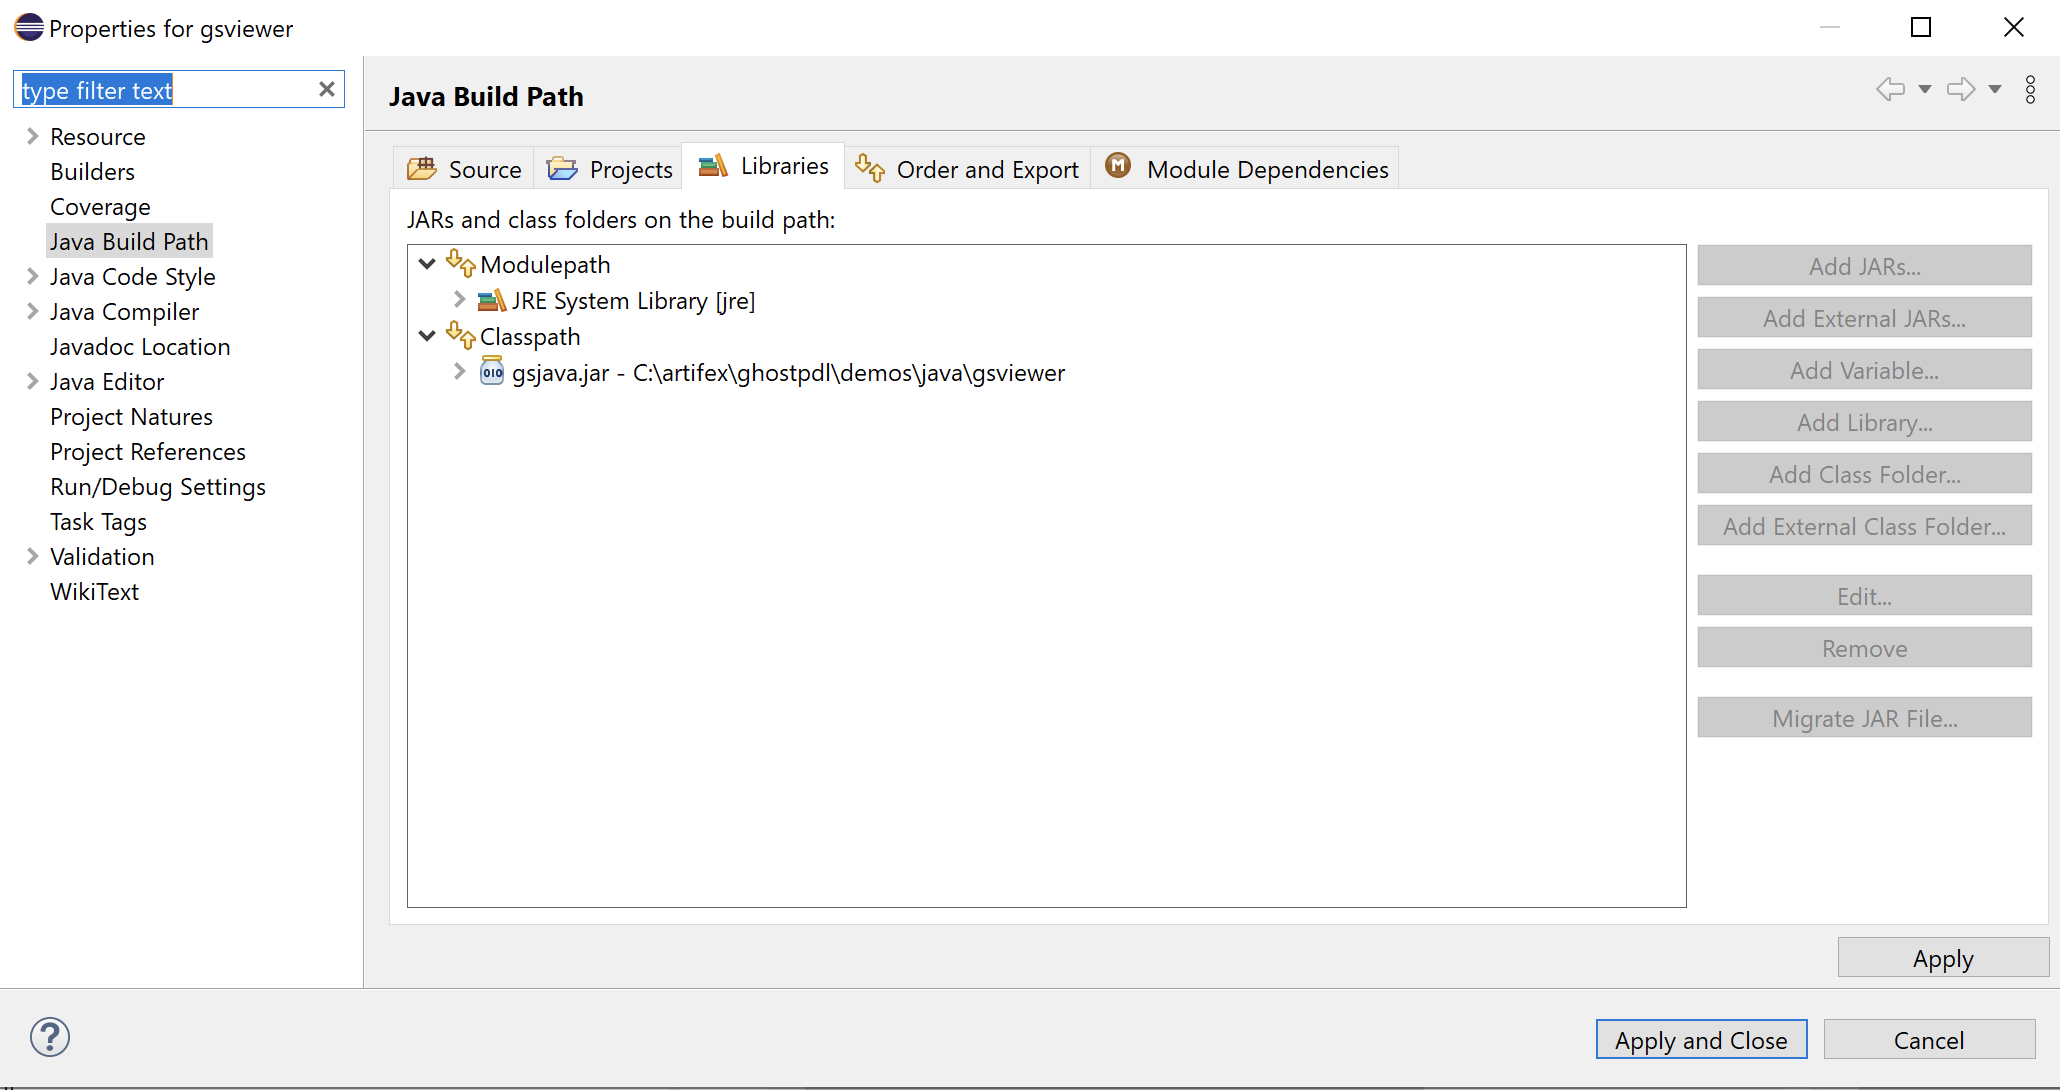 Properties for gsviewer
type filter text
Resource
Builders
Coverage
Java Build Path
Java Code Style
Java Compiler
Javadoc Location
Java Editor
Project Natures
Project References
Run/Debug Settings
Task Tags
Validation
WikiText
Java Build Path
Source Projects Libraries Order and Export M Module Dependencies
JARs and class folders on the build path:
Modulepath
JRE System Library [jre]
Classpath
010 gsjava.jar - C:\artifex\ghostpdl\demos\java\gsviewer
Add JARs...
Add External JARs...
Add Variable...
Add Library...
Add Class Folder...
Add External Class Folder...
Edit...
Remove
Migrate JAR File...
Apply
?
Apply and Close Cancel